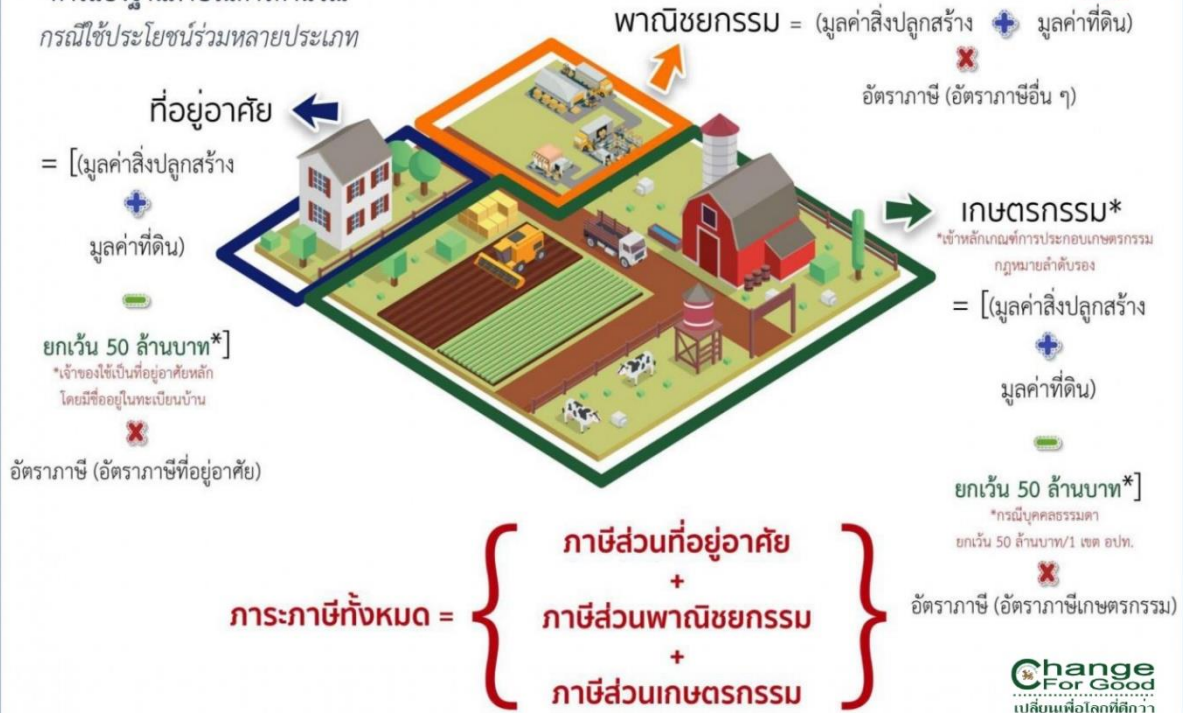 กรณีใช้ประโยชน์ร่วมหลายประเภท
พาณิชยกรรม = (มูลค่าสิ่งปลูกสร้าง + มูลค่าที่ดิน)
x
อัตราภาษี (อัตราภาษีอื่น ๆ)
ที่อยู่อาศัย
= [(มูลค่าสิ่งปลูกสร้าง
+
มูลค่าที่ดิน)
-
ยกเว้น 50 ล้านบาท*]
*เจ้าของใช้เป็นที่อยู่อาศัยหลัก
โดยมีชื่ออยู่ในทะเบียนบ้าน
x
อัตราภาษี (อัตราภาษีที่อยู่อาศัย)
เกษตรกรรม*
*เข้าหลักเกณฑ์การประกอบเกษตรกรรม
กฎหมายลำดับรอง
= [(มูลค่าสิ่งปลูกสร้าง
+
มูลค่าที่ดิน)
-
ยกเว้น 50 ล้านบาท*]
*กรณีบุคคลธรรมดา
ยกเว้น 50 ล้านบาท/1 เขต อปท.
x
อัตราภาษี (อัตราภาษีเกษตรกรรม)
ภาระภาษีทั้งหมด = {
ภาษีส่วนที่อยู่อาศัย
+
ภาษีส่วนพาณิชยกรรม
+
ภาษีส่วนเกษตรกรรม
}
Change
For Good
เปลี่ยนเพื่อโลกที่ดีกว่า